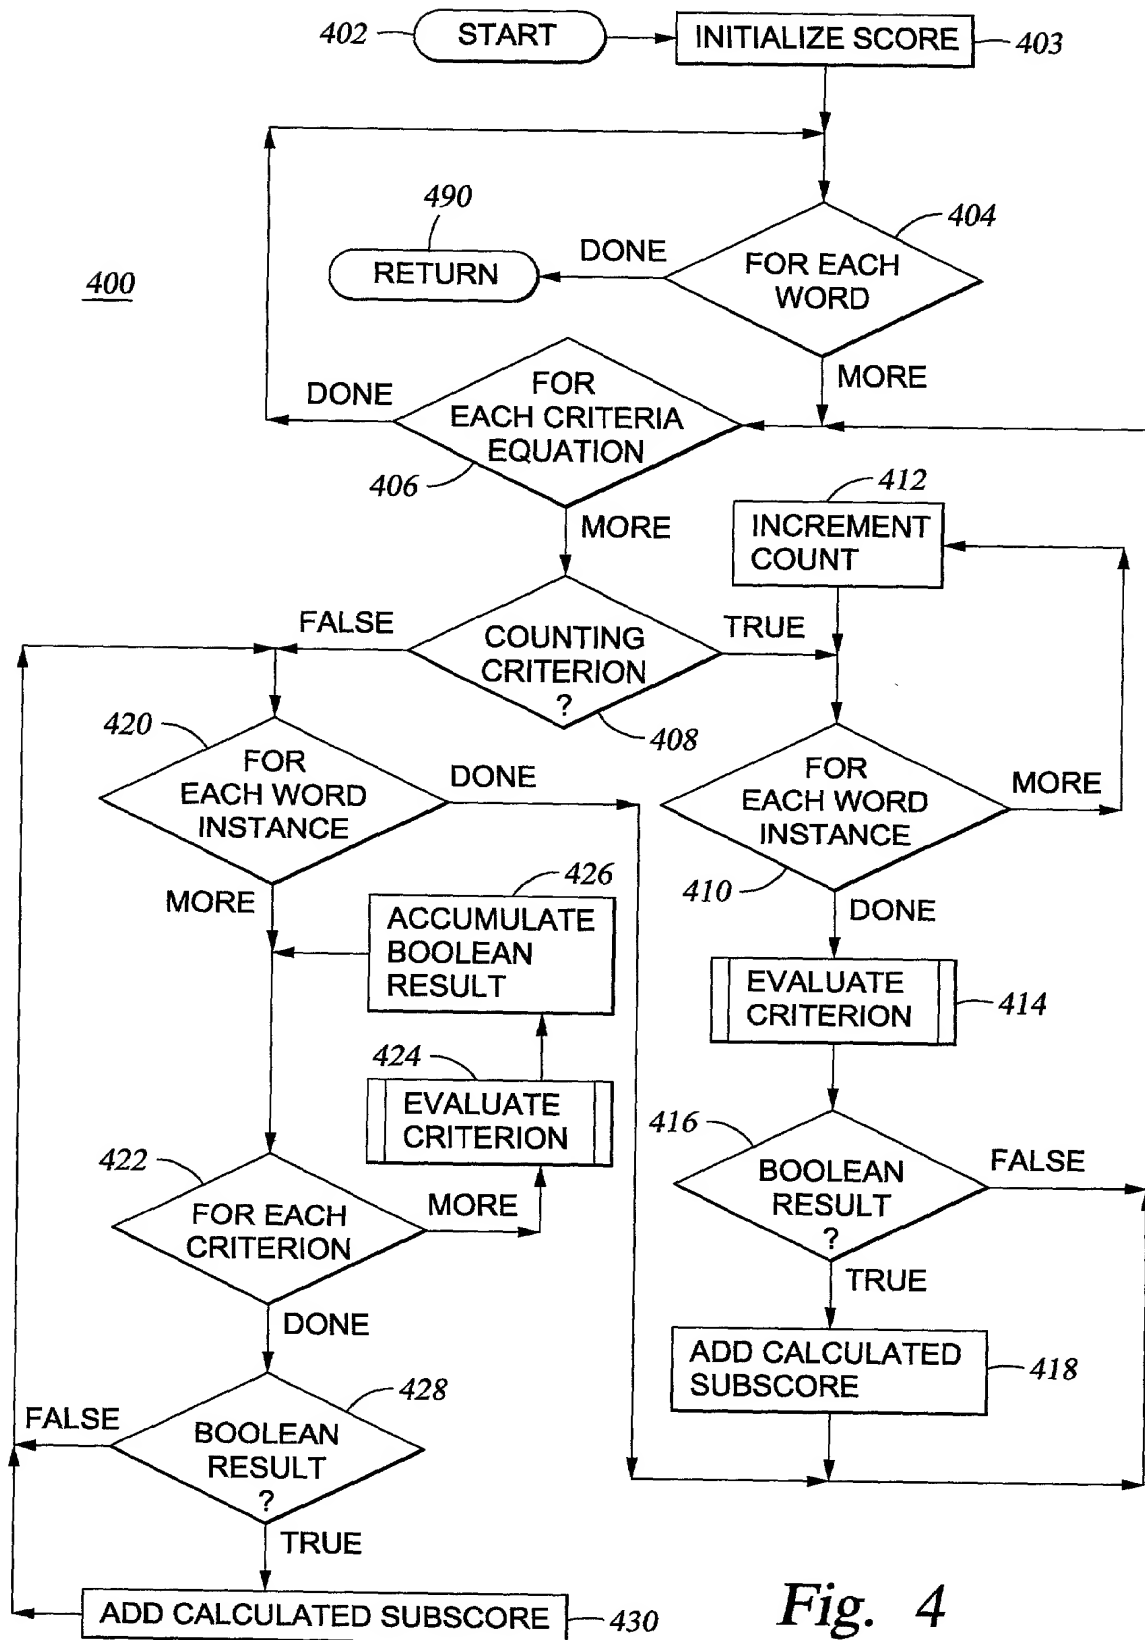 402
START
INITIALIZE SCORE
403
490
404
DONE
RETURN
FOR EACH
WORD
400
MORE
DONE
FOR
EACH CRITERIA
EQUATION
406
412
MORE
INCREMENT
COUNT
FALSE
COUNTING
CRITERION
?
TRUE
408
420
FOR
EACH WORD
INSTANCE
DONE
FOR
EACH WORD
INSTANCE
MORE
410
MORE
426
ACCUMULATE
BOOLEAN
RESULT
DONE
EVALUATE
CRITERION
414
424
EVALUATE
CRITERION
416
BOOLEAN
RESULT
?
FALSE
422
FOR EACH
CRITERION
MORE
TRUE
DONE
ADD CALCULATED
SUBSCORE
418
428
FALSE
BOOLEAN
RESULT
?
TRUE
ADD CALCULATED SUBSCORE
430
Fig. 4